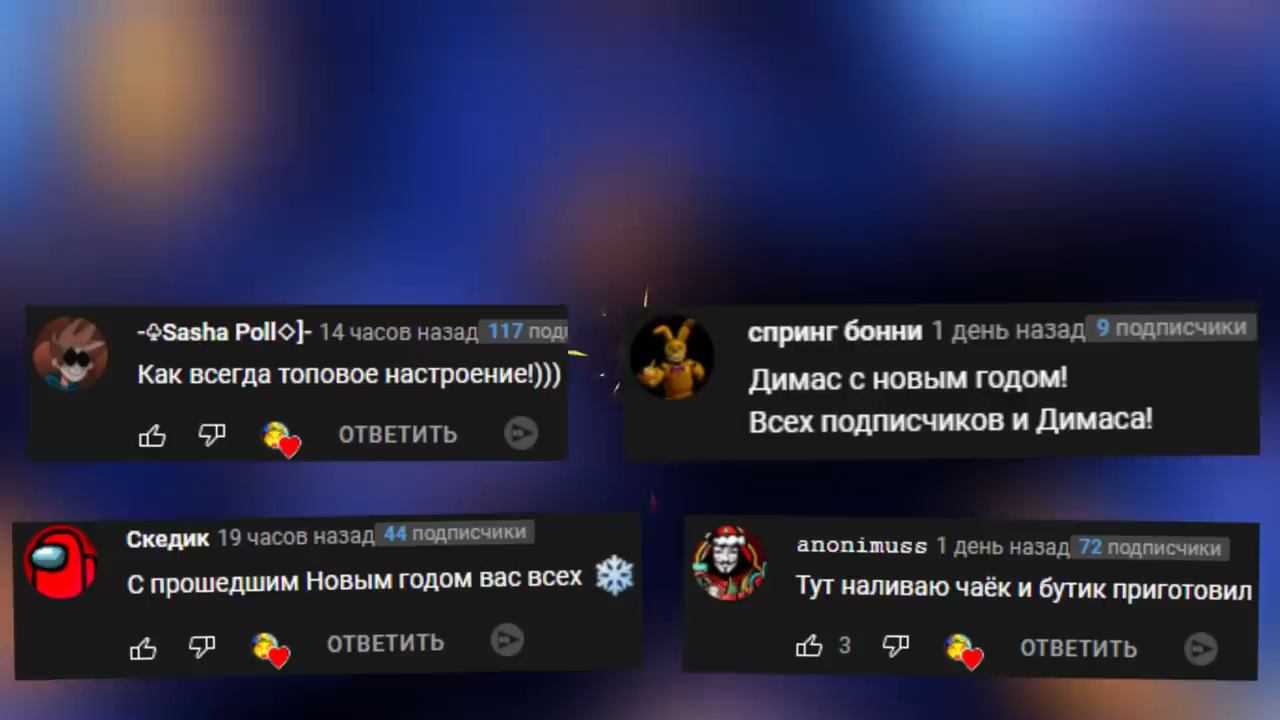 -♧Sasha Poll◇]- 14 часов назад 117 под
Как всегда топовое настроение!)))
ОТВЕТИТЬ
спринг бонни 1 день назад 9 подписчики
Димас с новым годом!
Всех подписчиков и Димаса!
Скедик 19 часов назад 44 подписчики
С прошедшим Новым годом вас всех ❄
ОТВЕТИТЬ
anonimuss 1 день назад 72 подписчики
Тут наливаю чаёк и бутик приготовил
3 ОТВЕТИТЬ